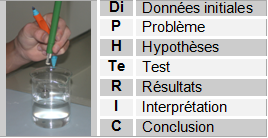 Di Données initiales
P Problème
H Hypothèses
Te Test
R Résultats
I Interprétation
C Conclusion